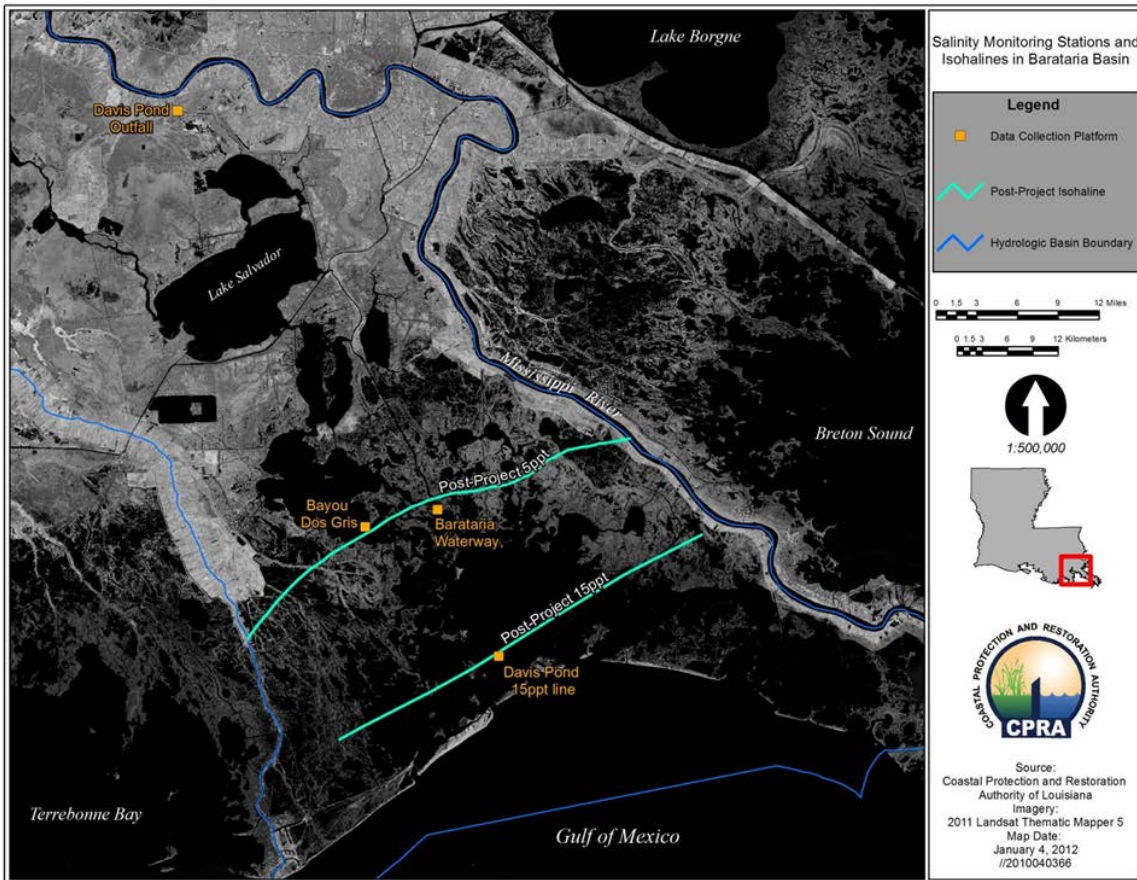 Lake Borgne
Davis Pond
Outfall
Lake Salvador
Mississippi River
Breton Sound
Post-Project 5ppt
Bayou
Dos Gris
Barataria
Waterway
Post-Project 15ppt
Davis Pond
15ppt line
Terrebonne Bay
Gulf of Mexico
Salinity Monitoring Stations and
Isohalines in Barataria Basin
Legend
Data Collection Platform
Post-Project Isohaline
Hydrologic Basin Boundary
0 1.5 3 6 9 12 Miles
0 1.5 3 6 9 12 Kilometers
1:500,000
COASTAL PROTECTION AND RESTORATION AUTHORITY
CPRA
Source:
Coastal Protection and Restoration
Authority of Louisiana
Imagery:
2011 Landsat Thematic Mapper 5
Map Date:
January 4, 2012
//2010040366